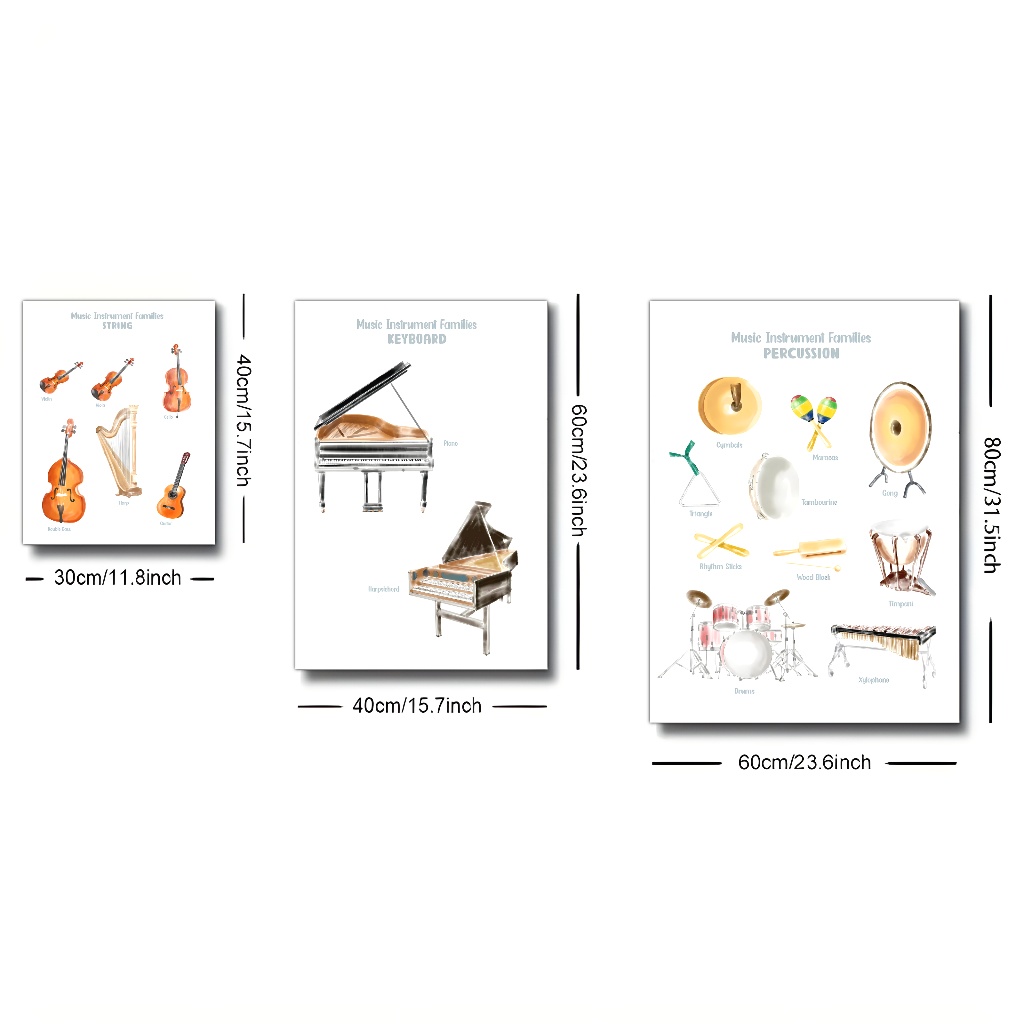 Music Instrument Families
STRING
Violin
Viola
Cello
Harp
Double Bass
Guitar
40cm/15.7inch
30cm/11.8inch
Music Instrument Families
KEYBOARD
Piano
Harpsichord
60cm/23.6inch
40cm/15.7inch
Music Instrument Families
PERCUSSION
Cymbals
Maracas
Gong
Triangle
Tambourine
Rhythm Sticks
Wood Block
Timpani
Drums
Xylophone
80cm/31.5inch
60cm/23.6inch